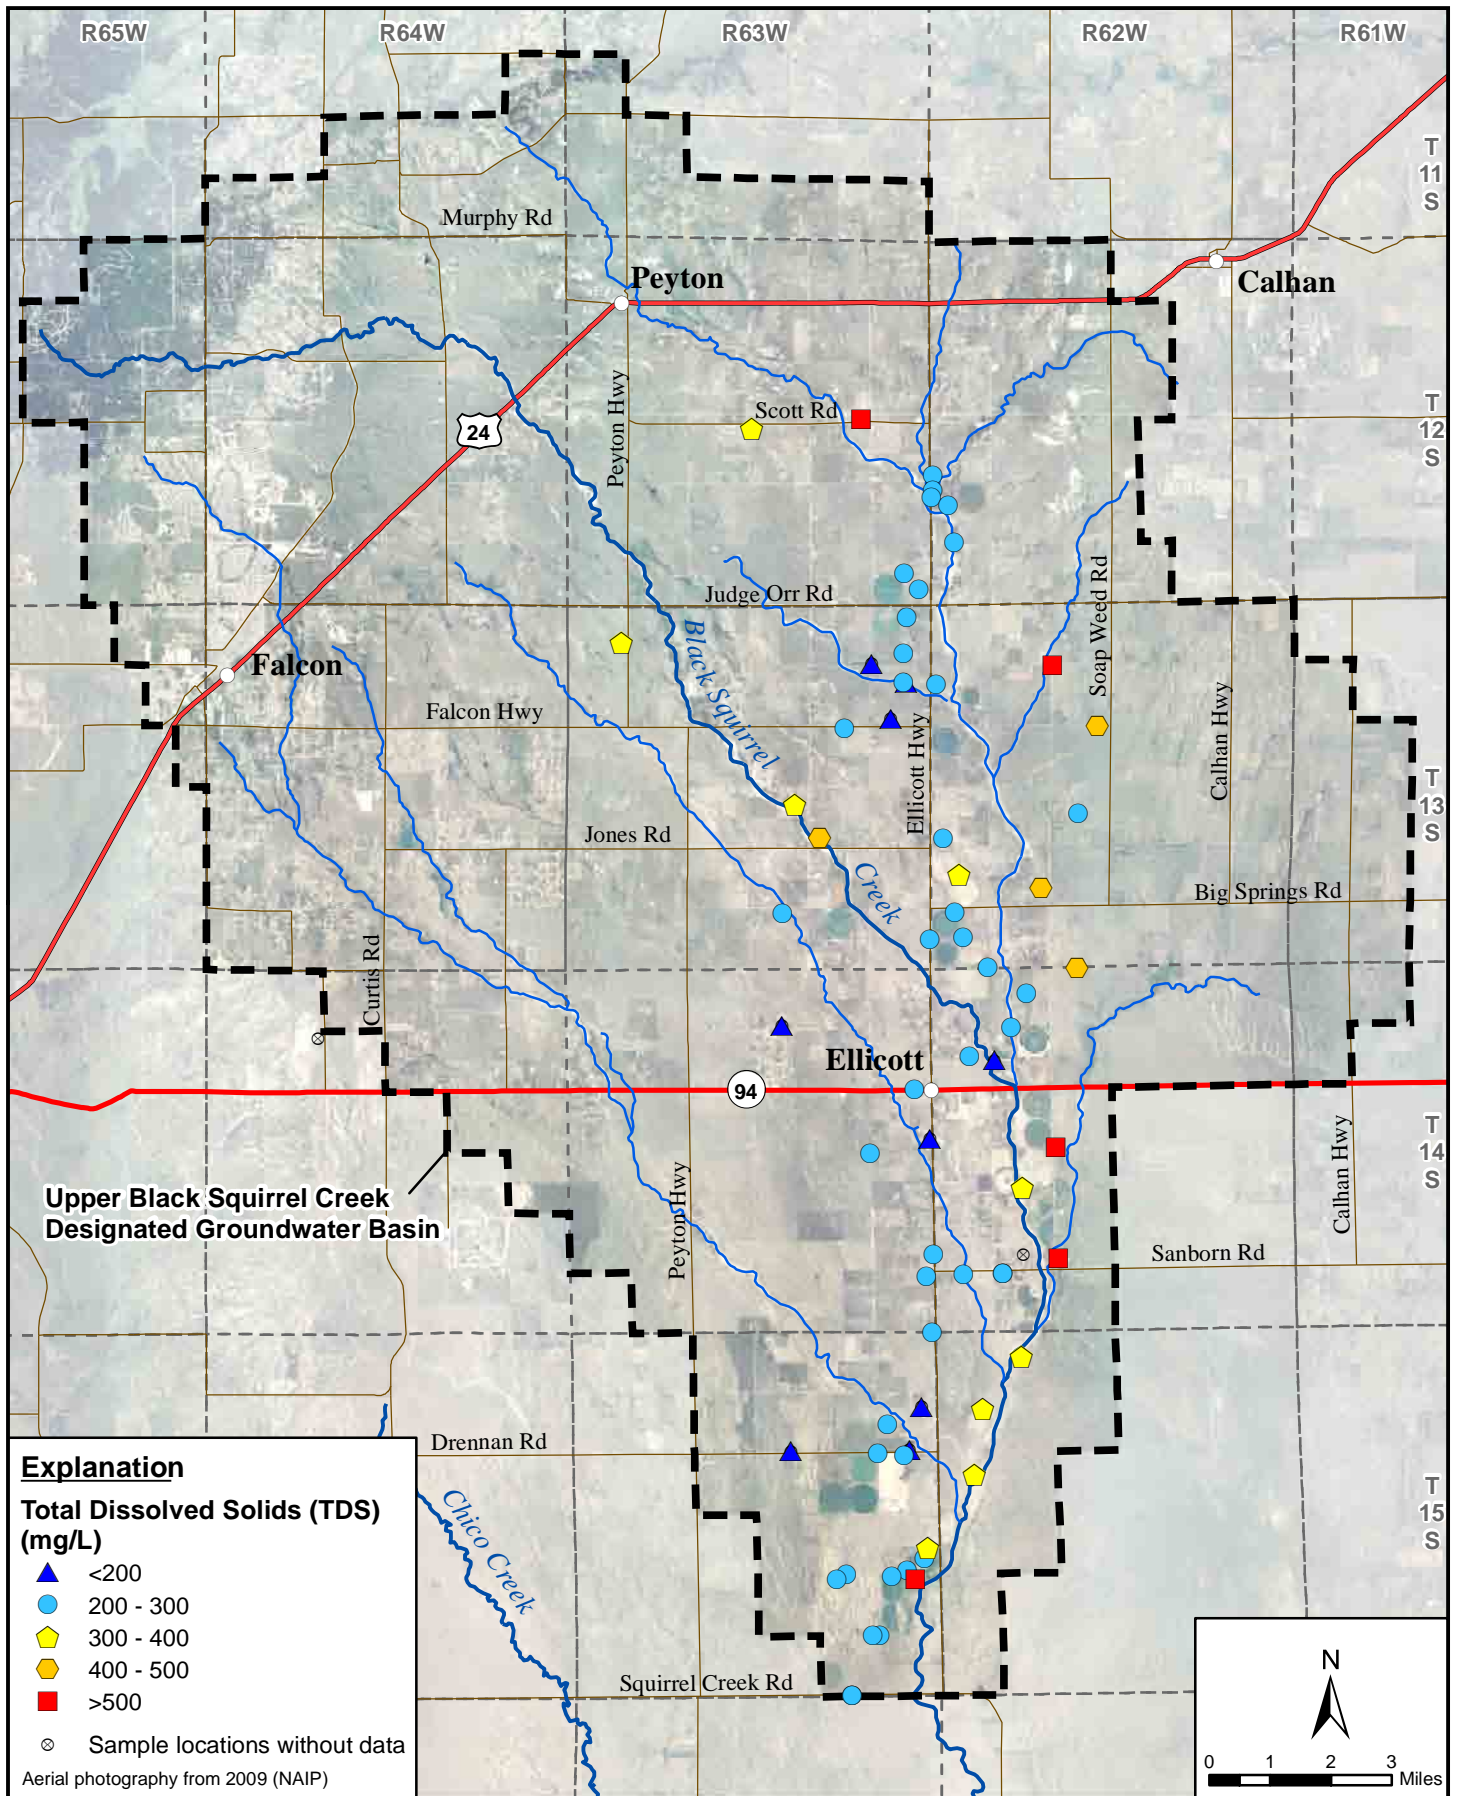 R65W R64W R63W R62W R61W
T
11
S
Murphy Rd
Peyton
Calhan
Peyton Hwy
Scott Rd
24
T
12
S
Judge Orr Rd
Soap Weed Rd
Black Squirrel
Falcon
Falcon Hwy
Ellicott Hwy
Calhan Hwy
T
13
S
Jones Rd
Creek
Big Springs Rd
Curtis Rd
Ellicott
94
T
14
S
Calhan Hwy
Upper Black Squirrel Creek
Designated Groundwater Basin
Peyton Hwy
Sanborn Rd
Drennan Rd
T
15
S
Chico Creek
Squirrel Creek Rd
Explanation
Total Dissolved Solids (TDS)
(mg/L)
<200
200 - 300
300 - 400
400 - 500
>500
Sample locations without data
Aerial photography from 2009 (NAIP)
N
0 1 2 3
Miles